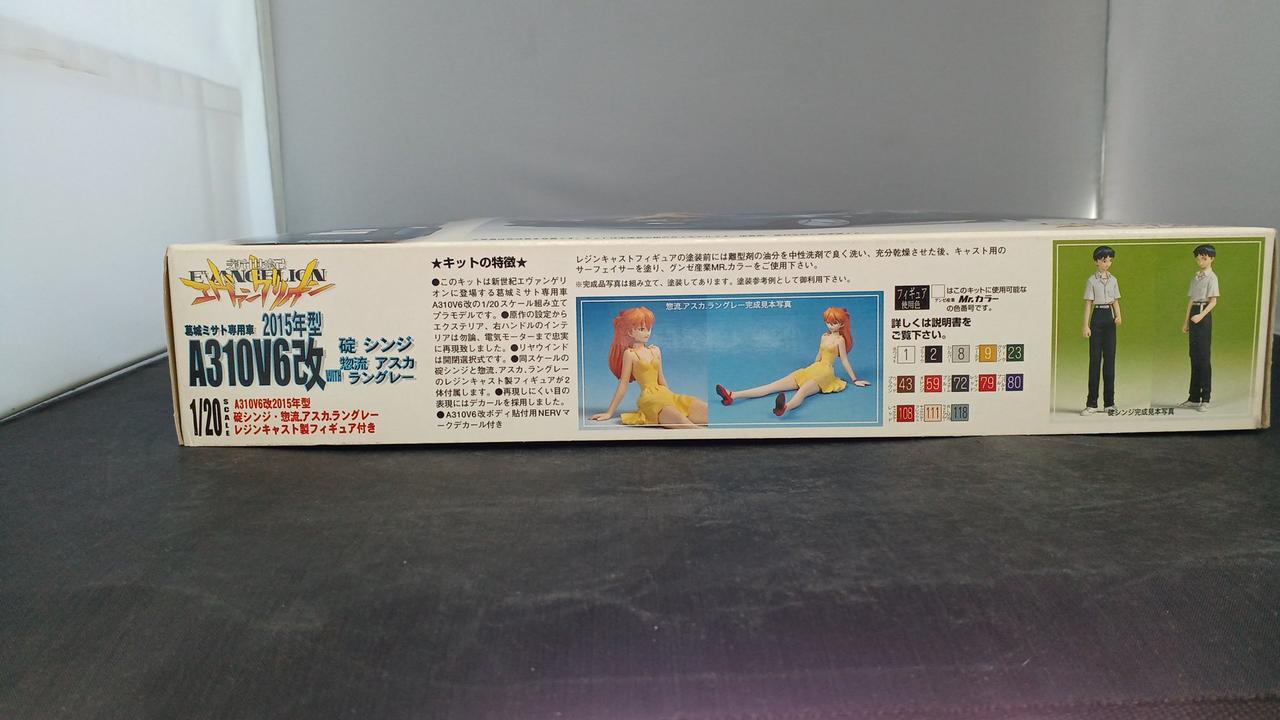 新世紀
EVANGELION
エヴァンゲリオン
葛城ミサト専用車 2015年型
A310V6改
WITH
碇 シンジ
惣流 アスカ
ラングレー
1/20 SCALE
A310V6改2015年型
碇シンジ・惣流.アスカ.ラングレー
レジンキャスト製フィギュア付き
★キットの特徴★
●このキットは新世紀エヴァンゲリ
オンに登場する葛城ミサト専用車
A310V6改の1/20スケール組み立て
プラモデルです。●原作の設定から
エクステリア、右ハンドルのインテ
リアは勿論、電気モーターまで忠実
に再現致しました。●リヤウインド
は開閉選択式です。●同スケールの
碇シンジと惣流.アスカ.ラングレー
のレジンキャスト製フィギュアが2
体付属します。●再現しにくい目の
表現にはデカールを採用しました。
●A310V6改ボディ貼付用NERVマ
ークデカール付き
レジンキャストフィギュアの塗装前には離型剤の油分を中性洗剤で良く洗い、充分乾燥させた後、キャスト用の
サーフェイサーを塗り、グンゼ産業MR.カラーをご使用下さい。
※完成品写真は組み立て、塗装してあります。塗装参考例として御利用下さい。
惣流.アスカ.ラングレー完成見本写真
フィギュア
使用色
はこのキットに使用可能な
グンゼ産業 Mr.カラー
の色番号です。
詳しくは説明書を
ご覧下さい。
1 2 8 9 23
43 59 72 79 80
108 111 118
碇シンジ完成見本写真